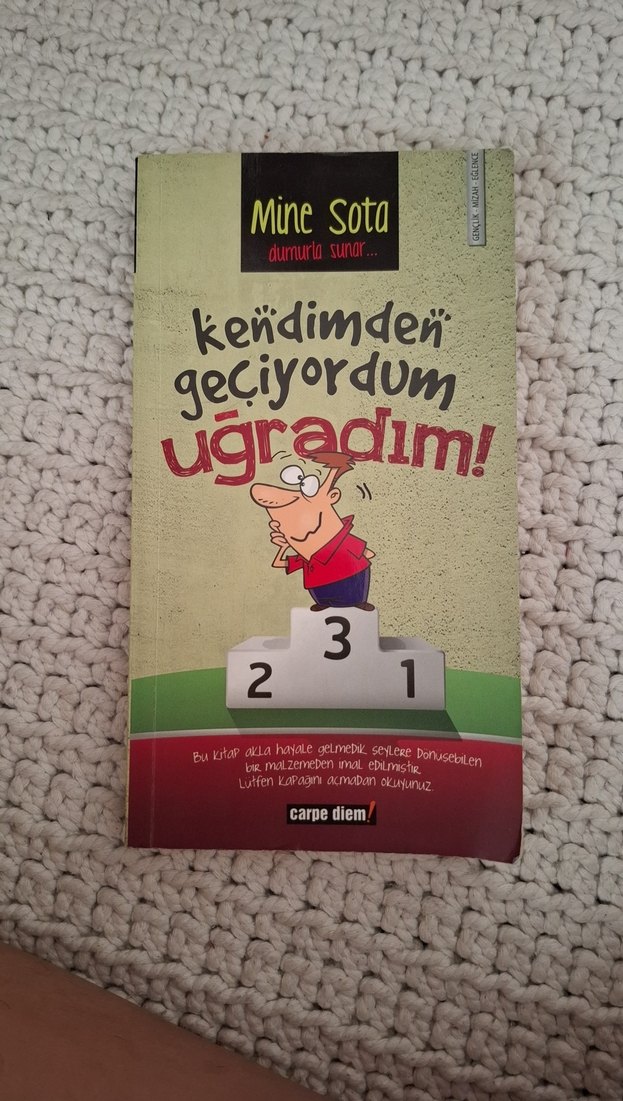 Mine Sota
dumurla sunar...
GENÇLİK - MİZAH - EĞLENCE
kendimden
geçiyordum
uğradım!
3
2
1
Bu kitap akla hayale gelmedik şeylere dönüşebilen
bir malzemeden imal edilmiştir.
Lütfen kapağını açmadan okuyunuz.
carpe diem!